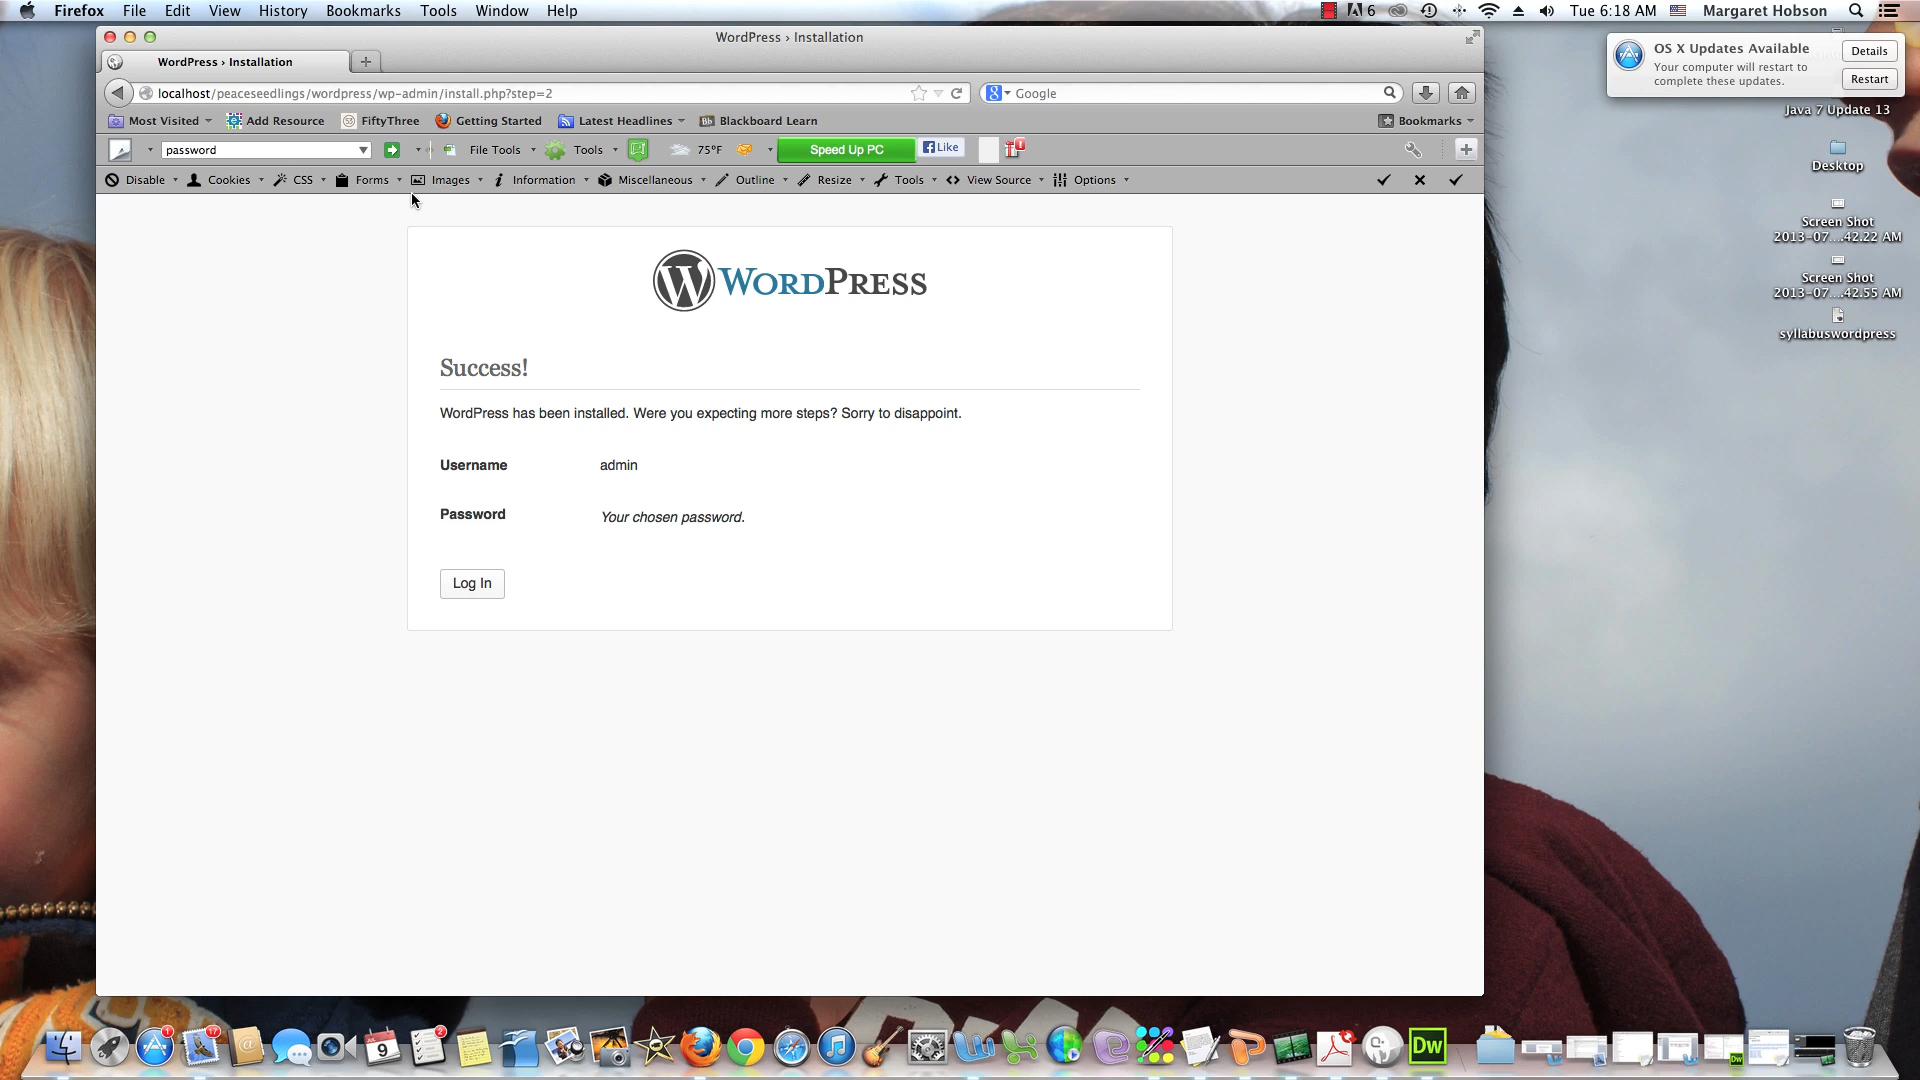 Firefox File Edit View History Bookmarks Tools Window Help
6 Tue 6:18 AM Margaret Hobson
WordPress › Installation
OS X Updates Available
Your computer will restart to
complete these updates.
Details
Restart
WordPress › Installation
localhost/peaceseedlings/wordpress/wp-admin/install.php?step=2
Google
Most Visited Add Resource FiftyThree Getting Started Latest Headlines Blackboard Learn Bookmarks
password File Tools Tools 75°F Speed Up PC Like
Disable Cookies CSS Forms Images Information Miscellaneous Outline Resize Tools View Source Options
Java 7 Update 13
Desktop
Screen Shot
2013-07....42.22 AM
Screen Shot
2013-07....42.55 AM
syllabuswordpress
WORDPRESS
Success!
WordPress has been installed. Were you expecting more steps? Sorry to disappoint.
Username admin
Password Your chosen password.
Log In
1 17 9 2 Dw